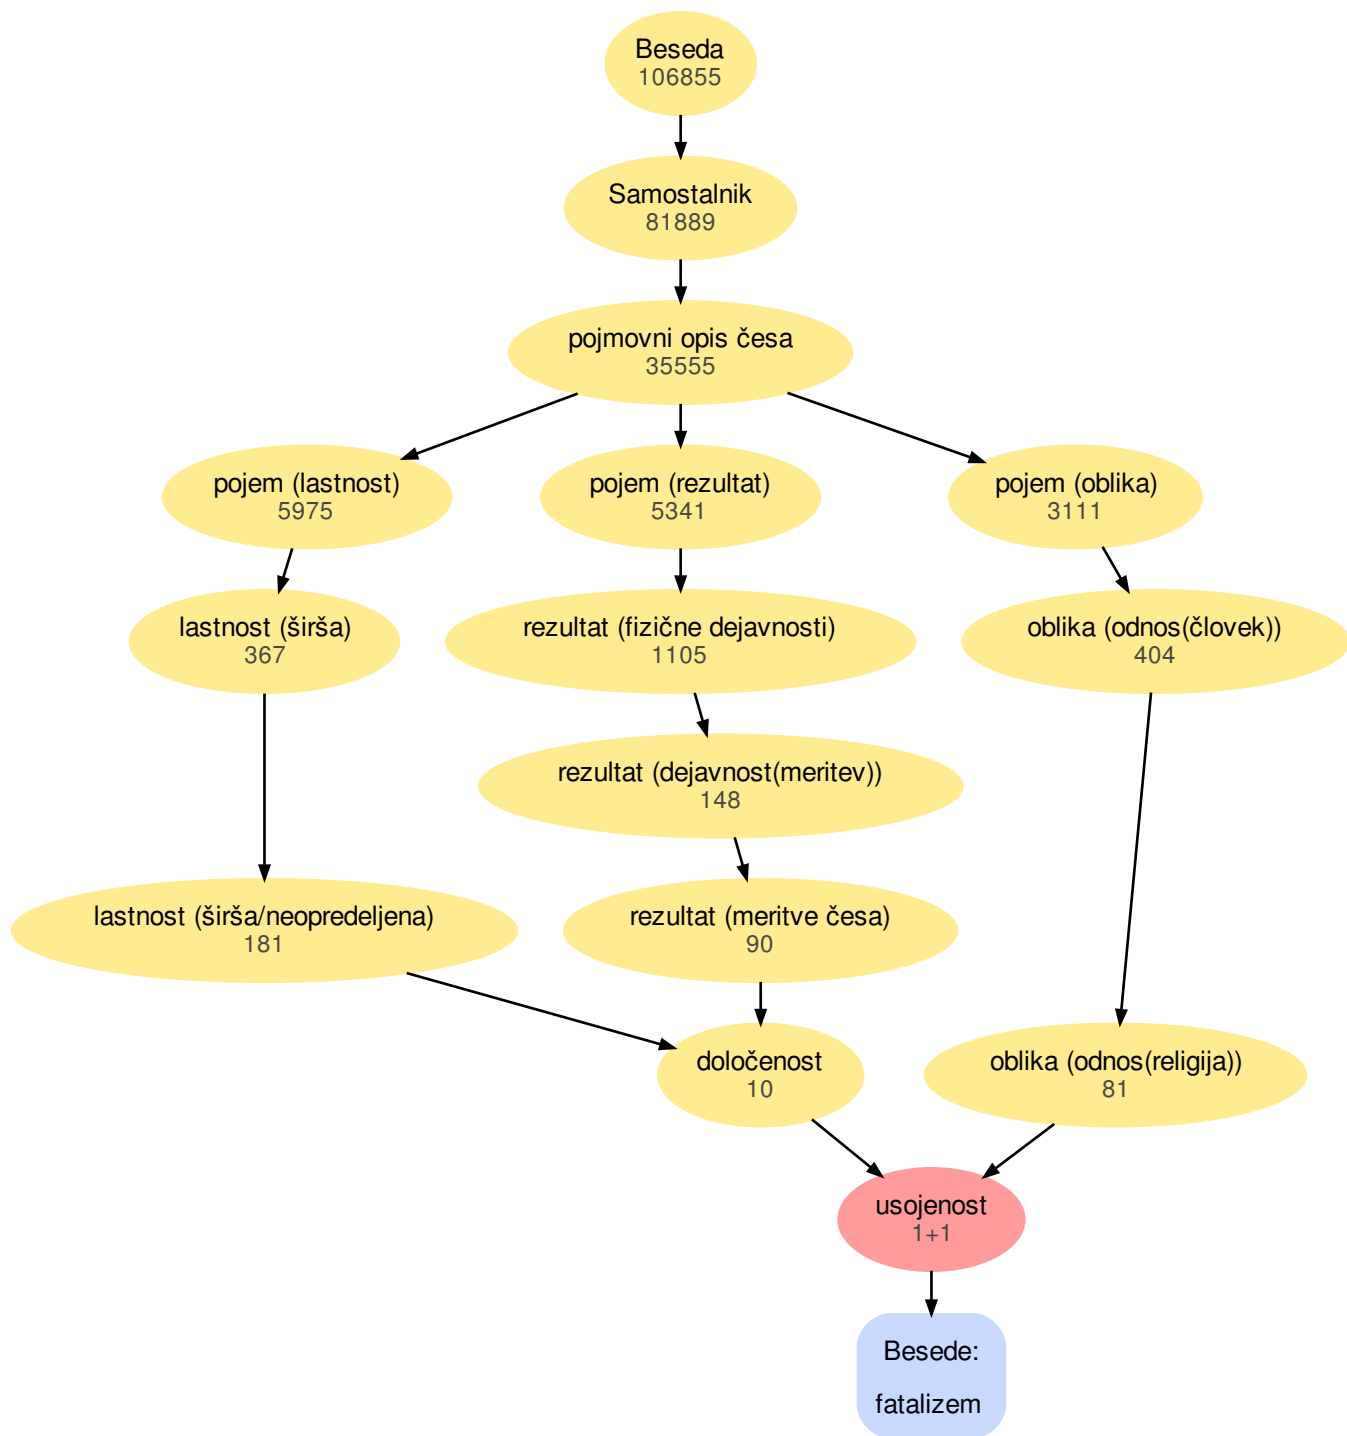 Beseda
106855
Samostalnik
81889
pojmovni opis česa
35555
pojem (lastnost)
5975
pojem (rezultat)
5341
pojem (oblika)
3111
lastnost (širša)
367
rezultat (fizične dejavnosti)
1105
oblika (odnos(človek))
404
rezultat (dejavnost(meritev))
148
lastnost (širša/neopredeljena)
181
rezultat (meritve česa)
90
določenost
10
oblika (odnos(religija))
81
usojenost
1+1
Besede:
fatalizem